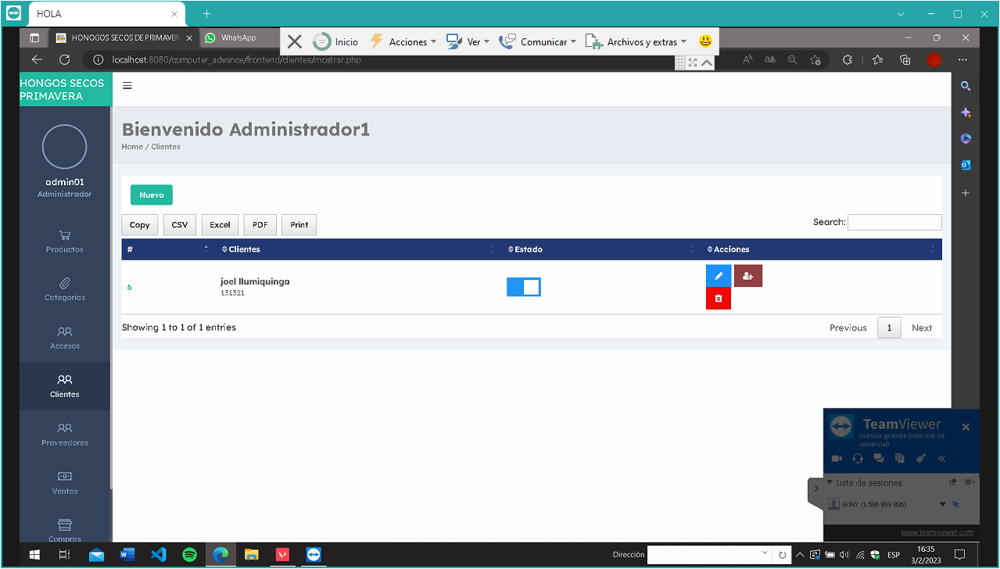 HOLA
HONOGOS SECOS DE PRIMAVER
WhatsApp
Inicio
Acciones
Ver
Comunicar
Archivos y extras
localhost:8080/computer_advance/frontend/clientes/mostrar.php
HONGOS SECOS
PRIMAVERA
Bienvenido Administrador1
Home / Clientes
admin01
Administrador
Nuevo
Copy
CSV
Excel
PDF
Print
Search:
#
Clientes
Estado
Acciones
6
joel llumiquinga
131321
Showing 1 to 1 of 1 entries
Previous
1
Next
Productos
Categorias
Accesos
Clientes
Proveedores
Ventas
Compras
TeamViewer
Licencia gratuita (solo uso no
comercial)
Lista de sesiones
SONY (1 586 899 806)
www.teamviewer.com
Dirección
ESP
16:35
3/2/2023